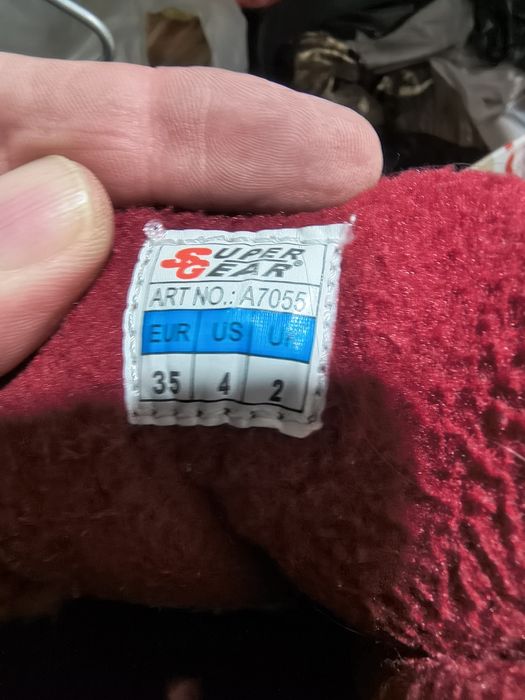 SUPER
GEAR®
ART NO.: A7055
EUR US
35 4 2